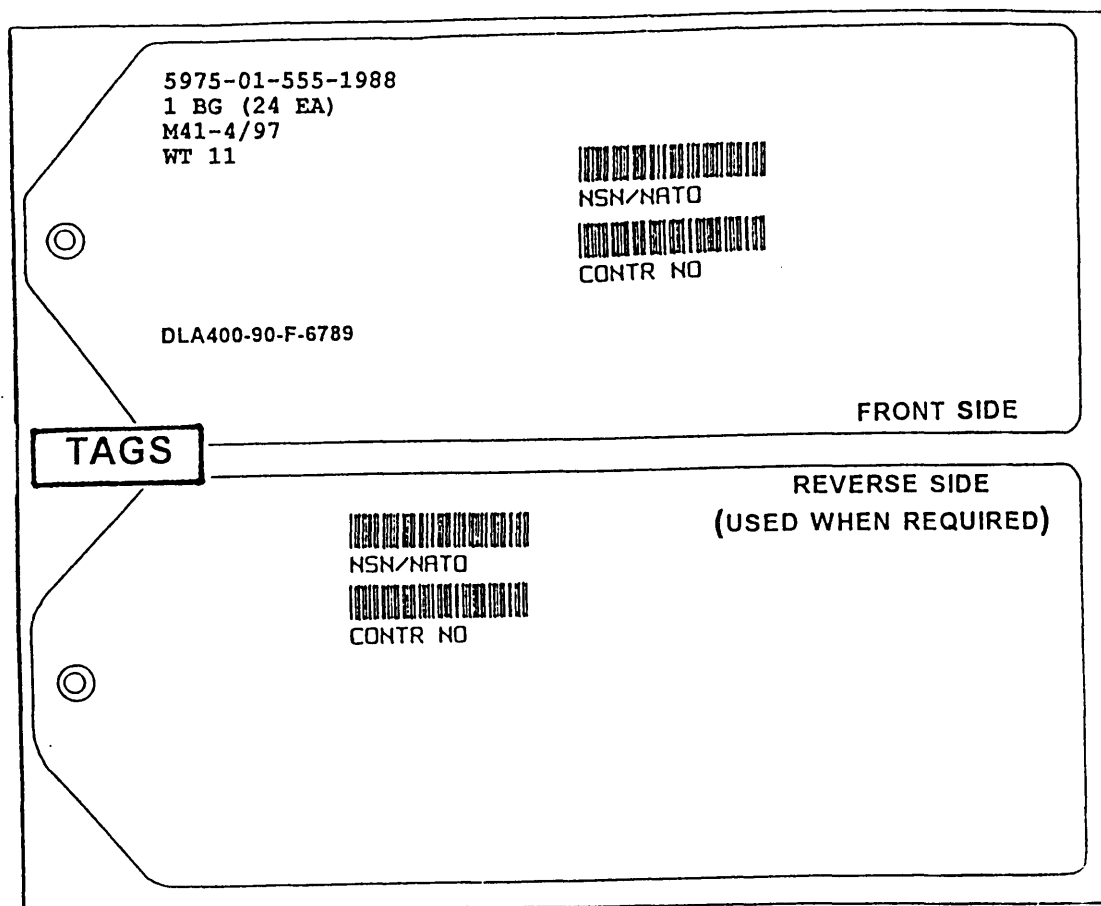 5975-01-555-1988
1 BG (24 EA)
M41-4/97
WT 11
NSN/NATO
CONTR NO
DLA400-90-F-6789
FRONT SIDE
TAGS
REVERSE SIDE
(USED WHEN REQUIRED)
NSN/NATO
CONTR NO